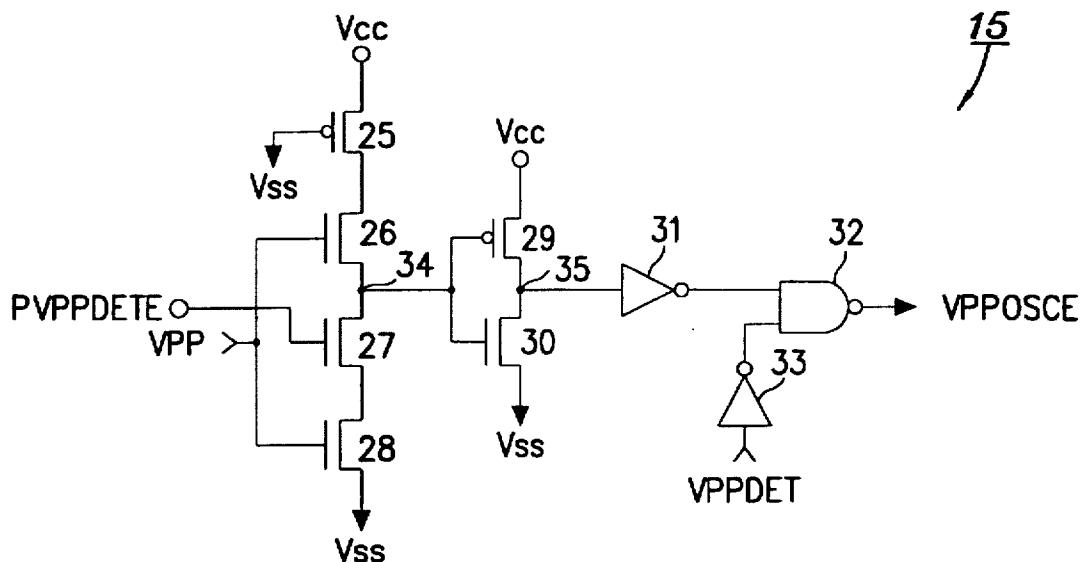 15
Vcc
25
Vss
Vcc
26
29
31
32
34
35
PVPPDETE
VPPOSCE
VPP
27
30
33
28
Vss
VPPDET
Vss